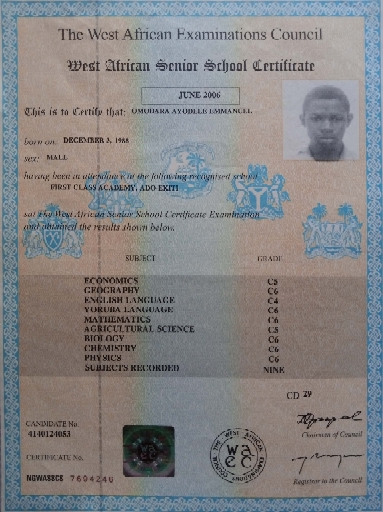 The West African Examinations Council
West African Senior School Certificate
JUNE 2006
This is to Certify that: OMODARA AYODELE EMMANUEL
born on: DECEMBER 3, 1988
sex: MALE
having been in attendance at the following recognised school
FIRST CLASS ACADEMY, ADO-EKITI
sat The West African Senior School Certificate Examination
and obtained the results shown below.
SUBJECT GRADE
ECONOMICS C5
GEOGRAPHY C6
ENGLISH LANGUAGE C4
YORUBA LANGUAGE C6
MATHEMATICS C6
AGRICULTURAL SCIENCE C5
BIOLOGY C6
CHEMISTRY C6
PHYSICS C6
SUBJECTS RECORDED NINE
CD 29
Chairman of Council
CANDIDATE No.
4140124053
THE WEST AFRICAN EXAMINATIONS COUNCIL
waec
CERTIFICATE No.
NGWASSCS 7604240
Registrar to the Council